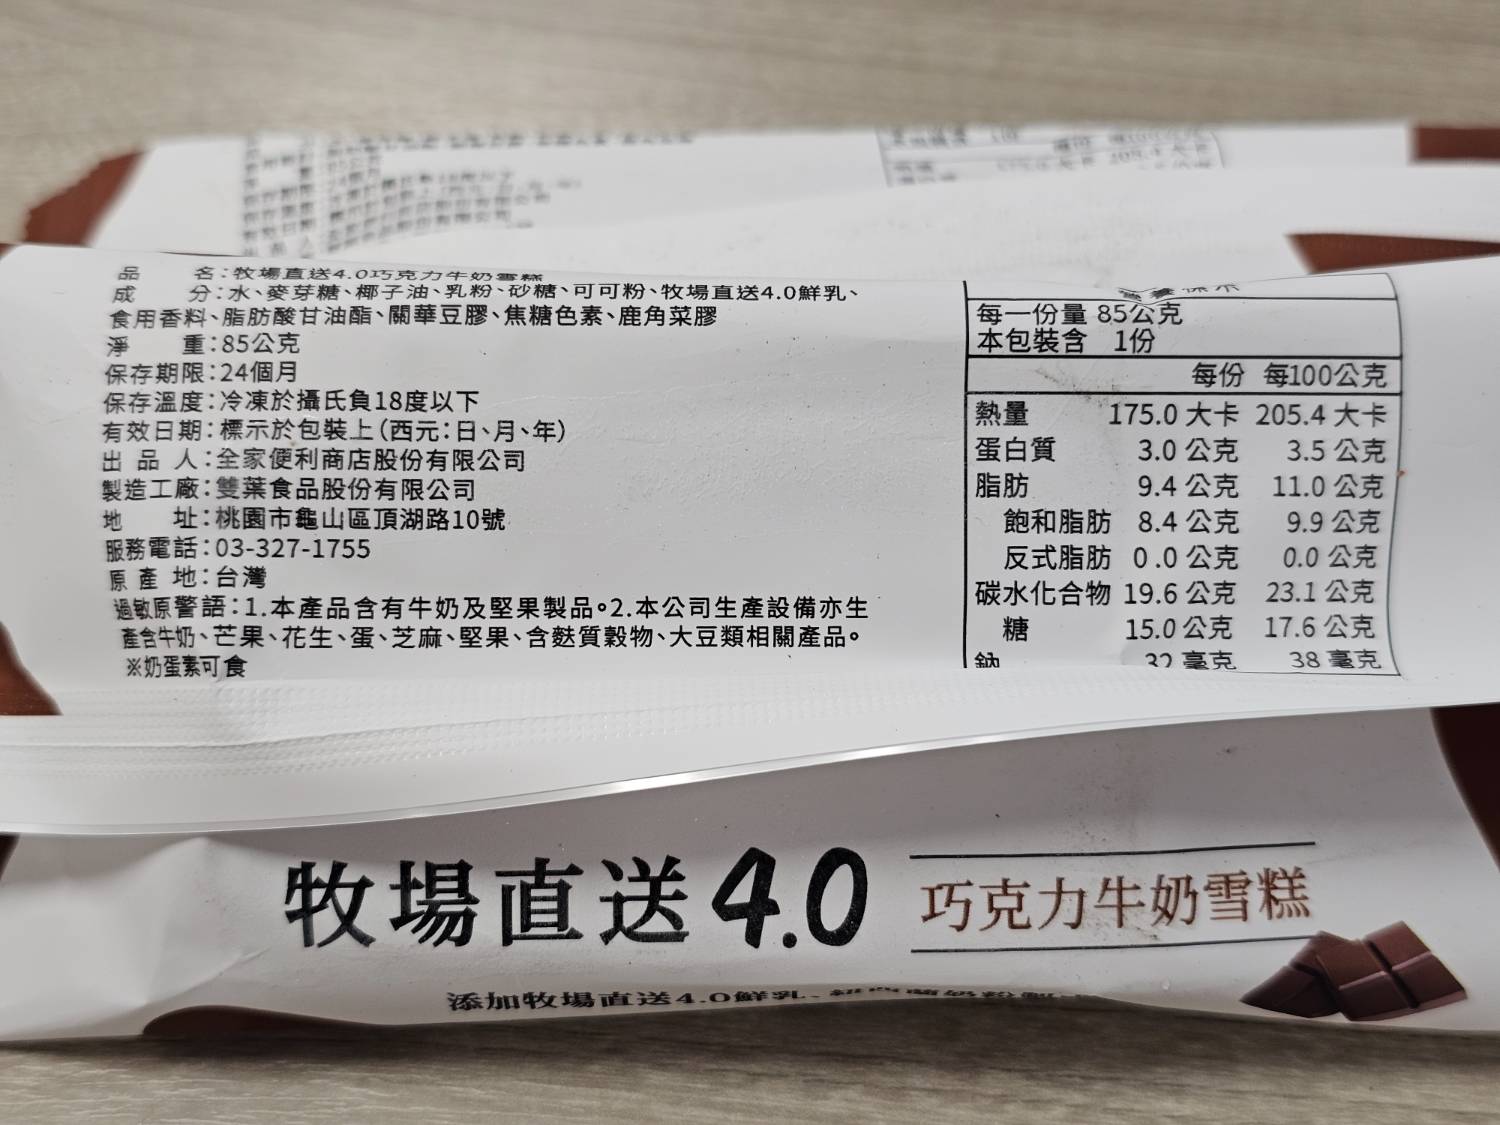 品名：牧場直送4.0巧克力牛奶雪糕
成分：水、麥芽糖、椰子油、乳粉、砂糖、可可粉、牧場直送4.0鮮乳、
食用香料、脂肪酸甘油酯、關華豆膠、焦糖色素、鹿角菜膠
淨重：85公克
保存期限：24個月
保存溫度：冷凍於攝氏負18度以下
有效日期：標示於包裝上（西元：日、月、年）
出品人：全家便利商店股份有限公司
製造工廠：雙葉食品股份有限公司
地址：桃園市龜山區頂湖路10號
服務電話：03-327-1755
原產地：台灣
過敏原警語：1.本產品含有牛奶及堅果製品。2.本公司生產設備亦生
產含牛奶、芒果、花生、蛋、芝麻、堅果、含麩質穀物、大豆類相關產品。
※奶蛋素可食
每一份量 85公克
本包裝含 1份
每份 每100公克
熱量 175.0 大卡 205.4 大卡
蛋白質 3.0 公克 3.5 公克
脂肪 9.4 公克 11.0 公克
飽和脂肪 8.4 公克 9.9 公克
反式脂肪 0.0 公克 0.0 公克
碳水化合物 19.6 公克 23.1 公克
糖 15.0 公克 17.6 公克
鈉 32 毫克 38 毫克
牧場直送4.0
巧克力牛奶雪糕
添加牧場直送4.0鮮乳、